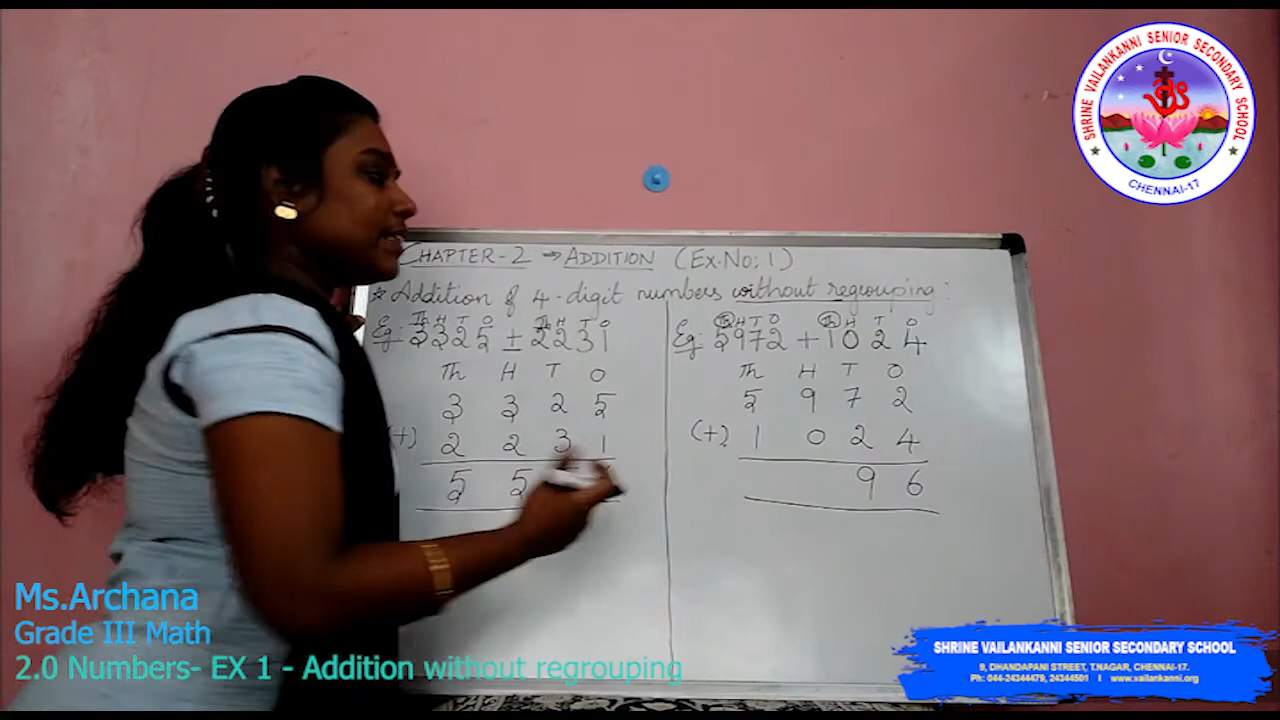 SHRINE VAILANKANNI SENIOR SECONDARY SCHOOL
CHENNAI-17
CHAPTER-2 → ADDITION (Ex.No: 1)
* Addition of 4-digit numbers without regrouping:
Th H T O Th H T O
Eg: 3325 + 2231
Th H T O
3 3 2 5
(+) 2 2 3 1
5 5
Th H T O Th H T O
Eg: 5972 + 1024
Th H T O
5 9 7 2
(+) 1 0 2 4
9 6
Ms.Archana
Grade III Math
2.0 Numbers- EX 1 - Addition without regrouping
SHRINE VAILANKANNI SENIOR SECONDARY SCHOOL
9, DHANDAPANI STREET, T.NAGAR, CHENNAI-17.
Ph: 044-24344479, 24344501 I www.vailankanni.org